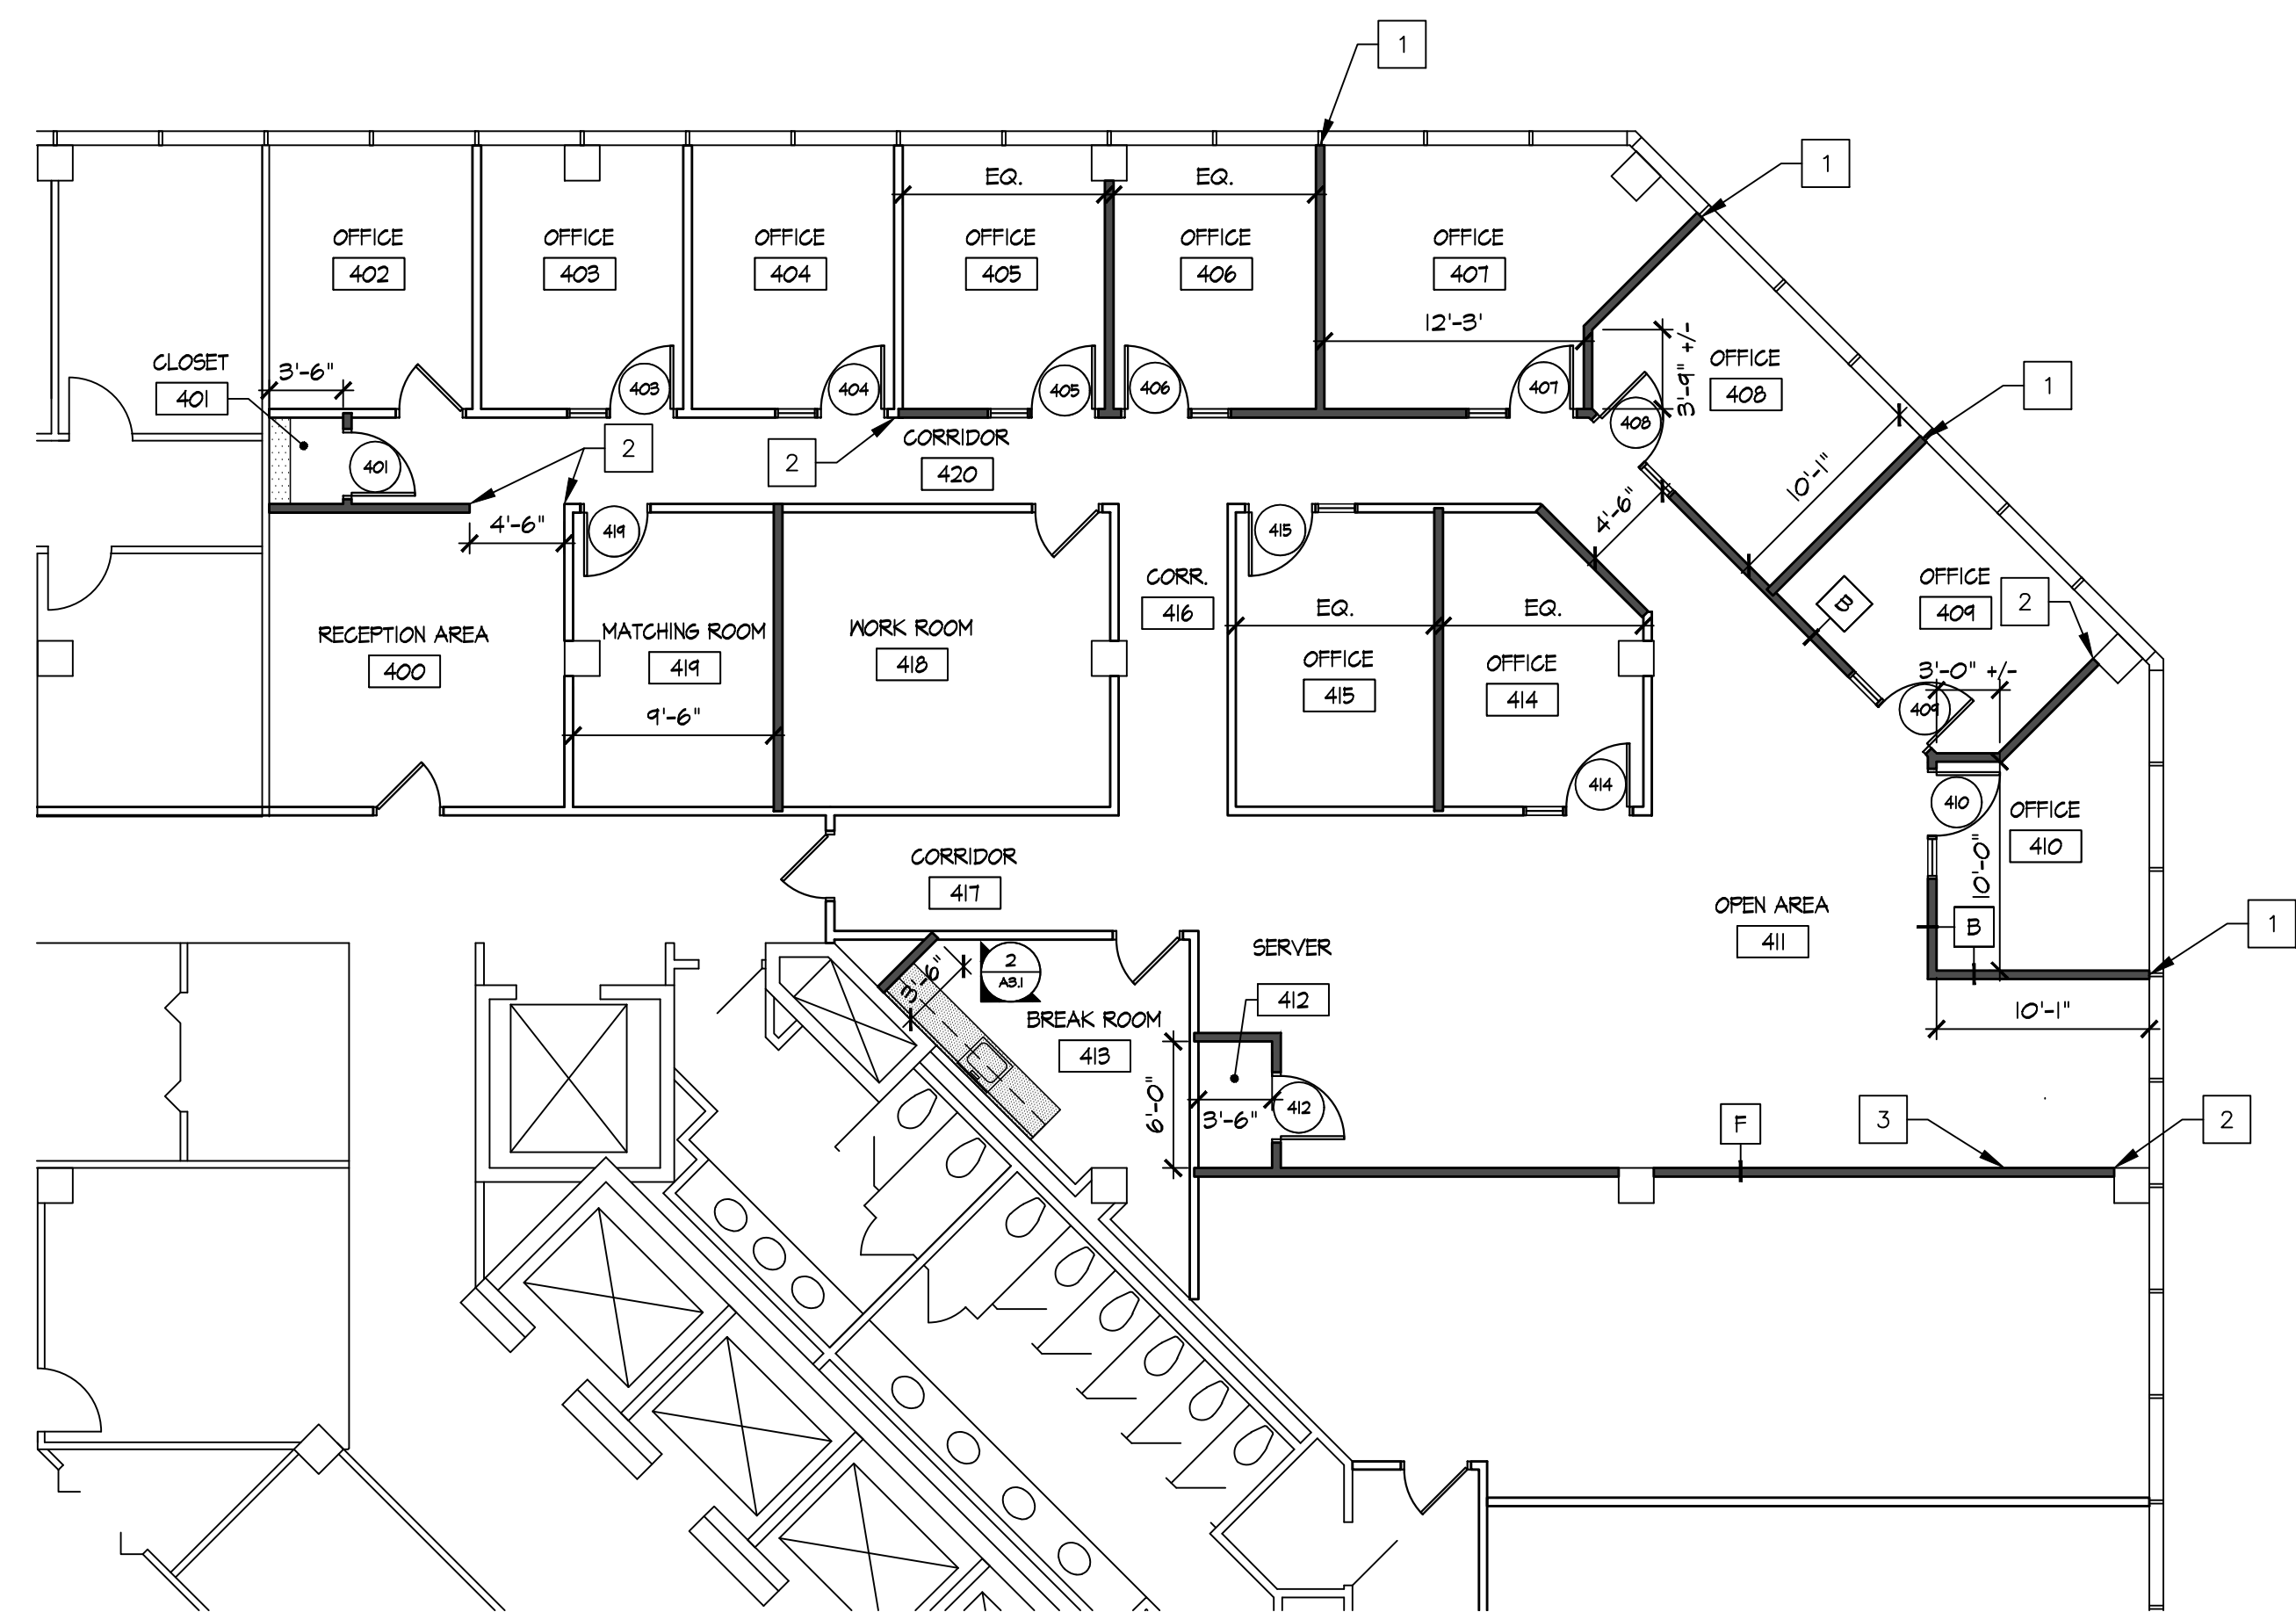 1
1
EQ.
EQ.
OFFICE
402
OFFICE
403
OFFICE
404
OFFICE
405
OFFICE
406
OFFICE
407
12'-3'
3'-9" +/-
OFFICE
408
1
CLOSET
401
3'-6"
403
404
405
406
407
408
2
2
CORRIDOR
420
401
10'-1"
4'-6"
4'-6"
419
415
CORR.
416
EQ.
EQ.
B
OFFICE
409
2
RECEPTION AREA
400
MATCHING ROOM
419
WORK ROOM
418
OFFICE
415
OFFICE
414
3'-0" +/-
9'-6"
409
414
410
OFFICE
410
10'-0"
CORRIDOR
417
OPEN AREA
411
B
1
SERVER
412
2
A3.1
3'-6"
BREAK ROOM
413
10'-1"
6'-0"
3'-6"
412
F
3
2